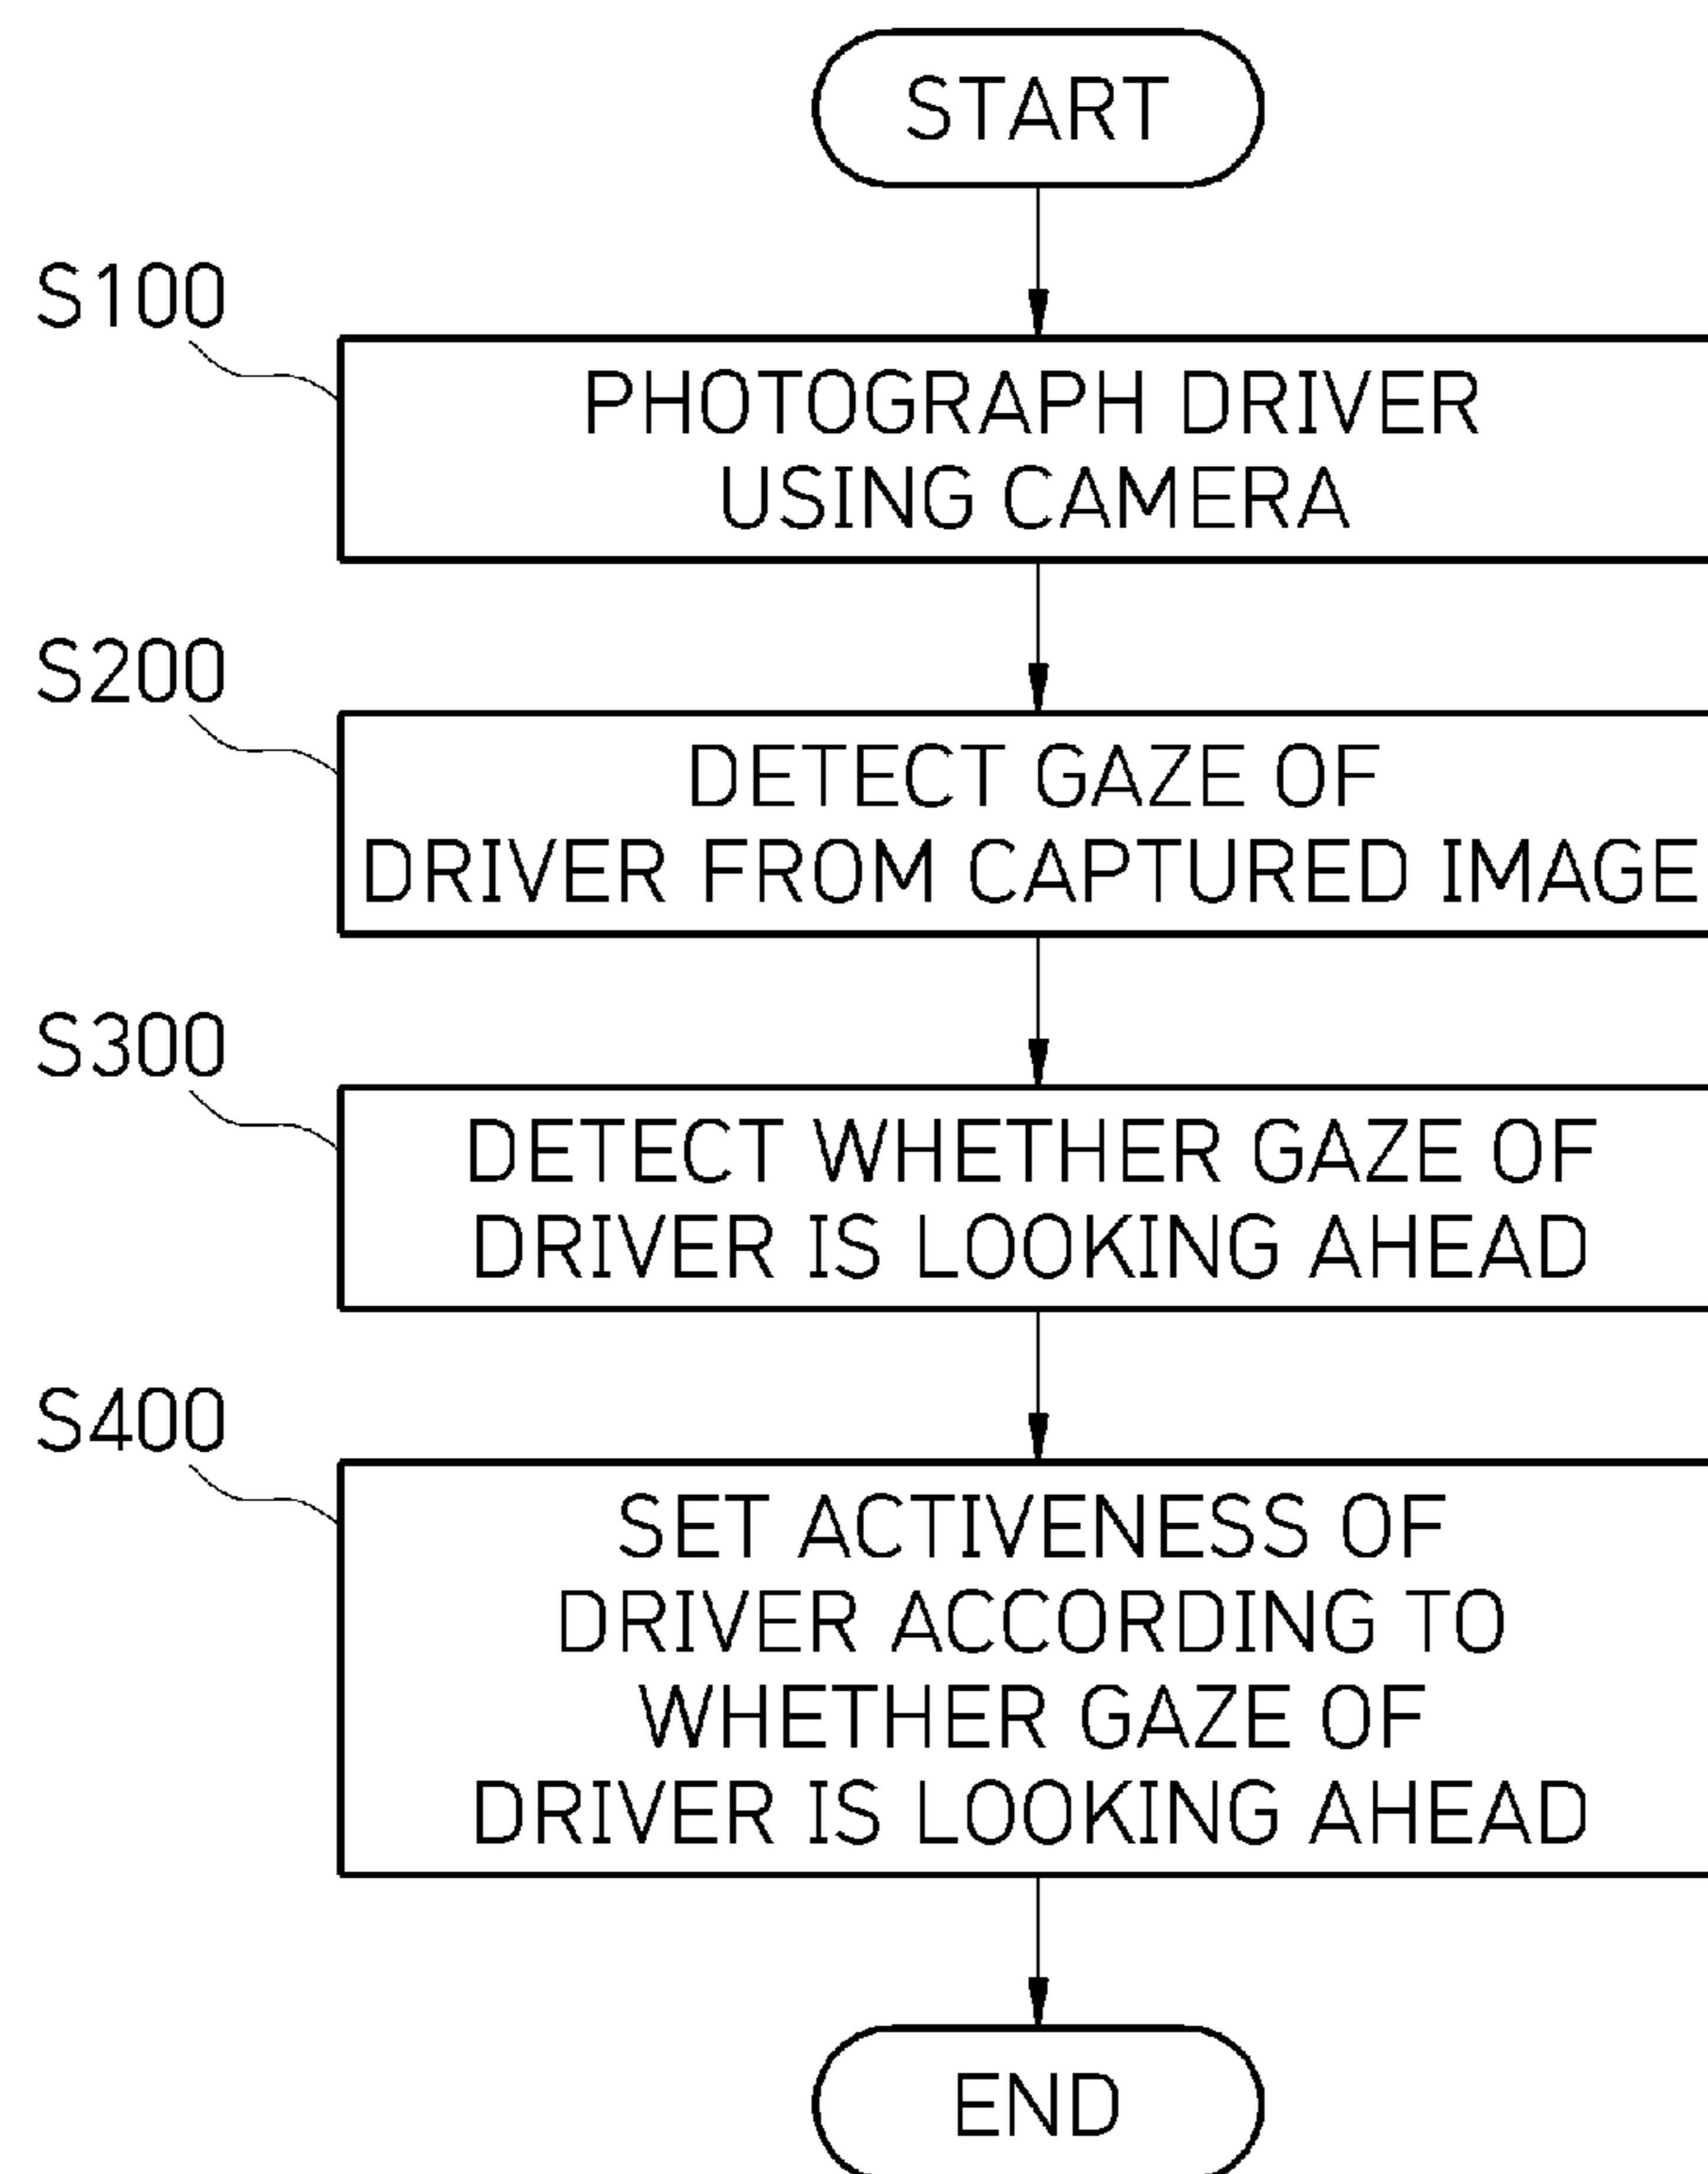 START
S100
PHOTOGRAPH DRIVER
USING CAMERA
S200
DETECT GAZE OF
DRIVER FROM CAPTURED IMAGE
S300
DETECT WHETHER GAZE OF
DRIVER IS LOOKING AHEAD
S400
SET ACTIVENESS OF
DRIVER ACCORDING TO
WHETHER GAZE OF
DRIVER IS LOOKING AHEAD
END